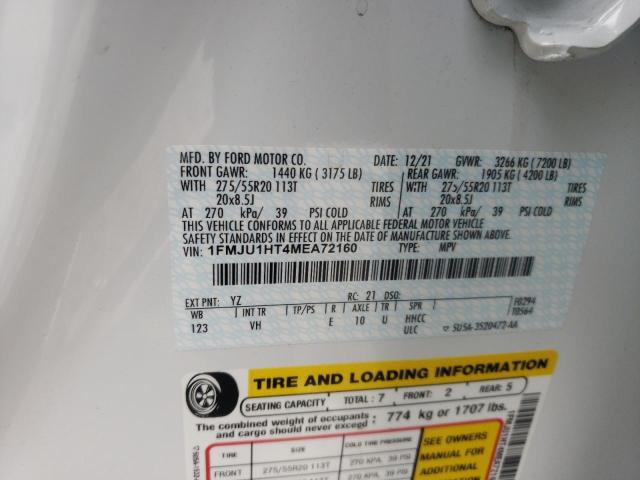 MFD. BY FORD MOTOR CO. DATE: 12/21 GVWR: 3266 KG ( 7200 LB)
FRONT GAWR: 1440 KG ( 3175 LB) REAR GAWR: 1905 KG ( 4200 LB)
WITH 275/55R20 113T TIRES WITH 275/55R20 113T TIRES
20x8.5J RIMS 20x8.5J RIMS
AT 270 kPa/ 39 PSI COLD AT 270 kPa/ 39 PSI COLD
THIS VEHICLE CONFORMS TO ALL APPLICABLE FEDERAL MOTOR VEHICLE
SAFETY STANDARDS IN EFFECT ON THE DATE OF MANUFACTURE SHOWN ABOVE.
VIN: 1FMJU1HT4MEA72160 TYPE: MPV
EXT PNT: YZ RC: 21 DSO:
WB INT TR TP/PS R AXLE TR SPR F0294
123 VH E 10 U HHCC T0564
ULC 5U5A-3520472-AA
TIRE AND LOADING INFORMATION
SEATING CAPACITY TOTAL: 7 FRONT: 2 REAR: 5
The combined weight of occupants
and cargo should never exceed: 774 kg or 1707 lbs.
TIRE SIZE COLD TIRE PRESSURE SEE OWNERS
MANUAL FOR
FRONT 275/55R20 113T 270 KPA, 39 PSI ADDITIONAL